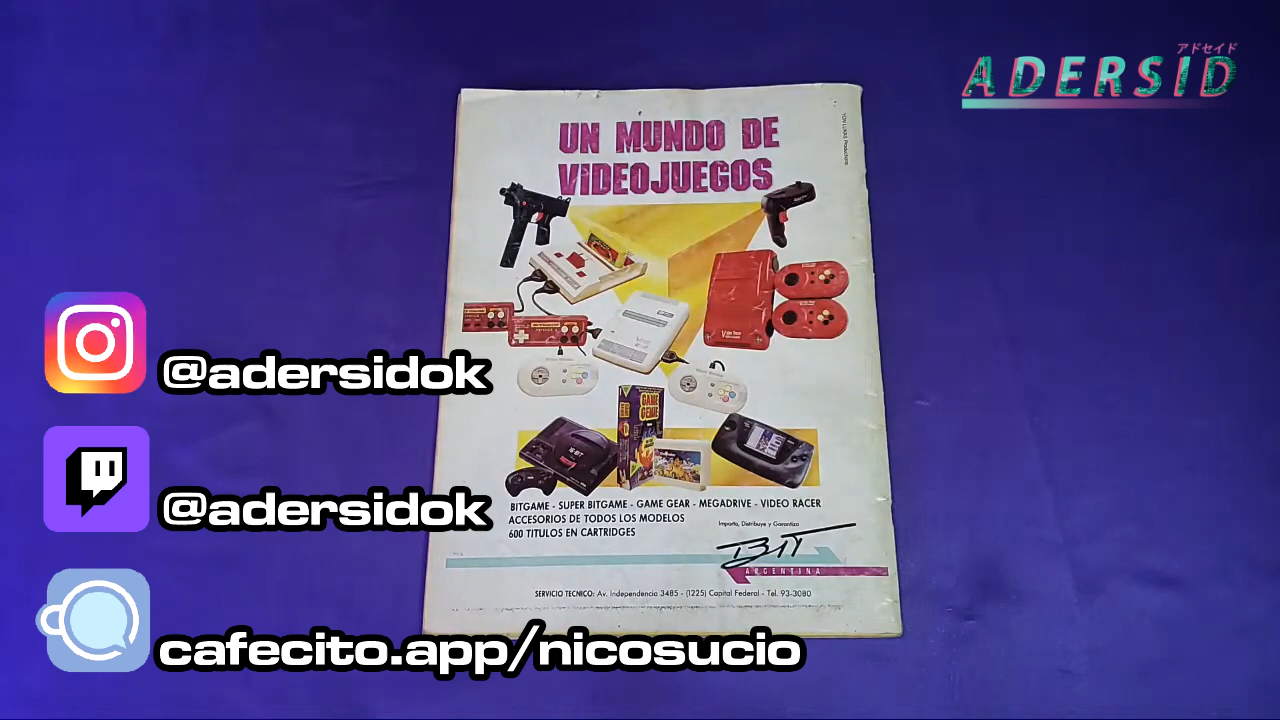 アドセイド
ADERSID
UN MUNDO DE
VIDEOJUEGOS
GAME
GENIE
16-BIT
BITGAME - SUPER BITGAME - GAME GEAR - MEGADRIVE - VIDEO RACER
ACCESORIOS DE TODOS LOS MODELOS
600 TITULOS EN CARTRIDGES
Importa, Distribuye y Garantiza
BIT
ARGENTINA
SERVICIO TECNICO: Av. Independencia 3485 - (1225) Capital Federal - Tel. 93-3080
@adersidok
@adersidok
cafecito.app/nicosucio